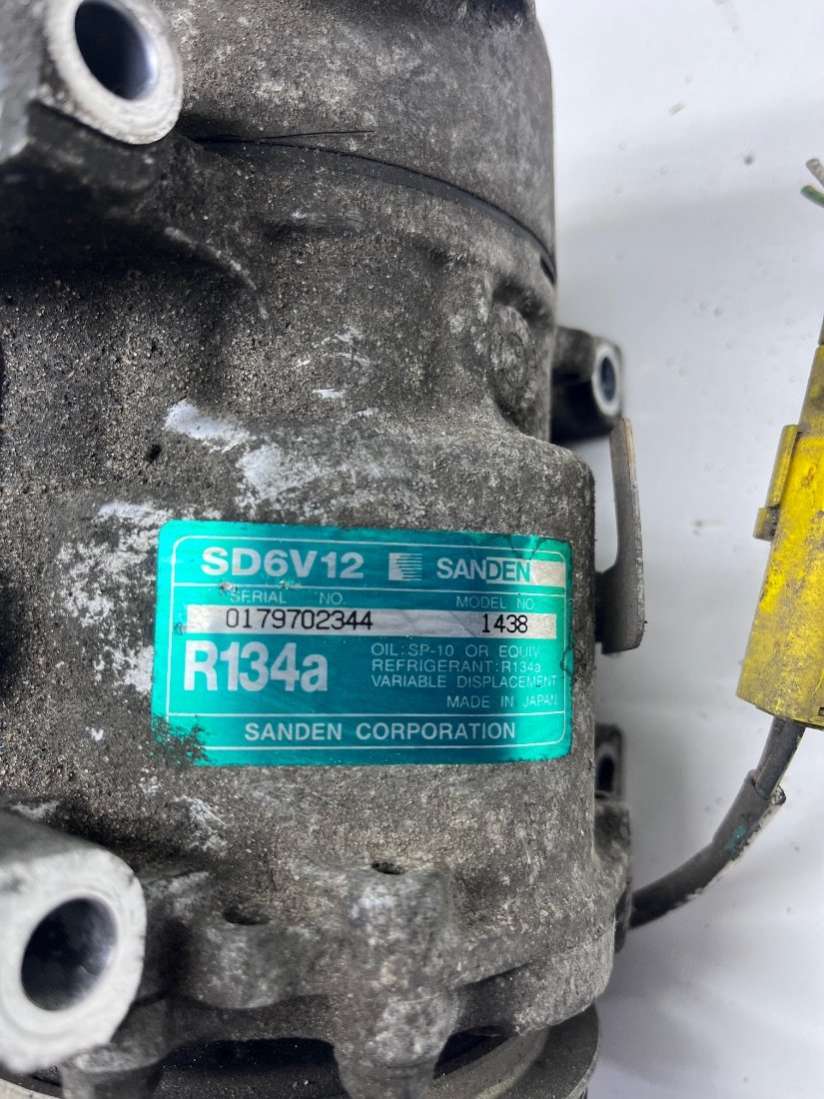 SD6V12 SANDEN
SERIAL NO. MODEL NO.
0179702344 1438
R134a
OIL:SP-10 OR EQUIV.
REFRIGERANT:R134a
VARIABLE DISPLACEMENT
MADE IN JAPAN
SANDEN CORPORATION